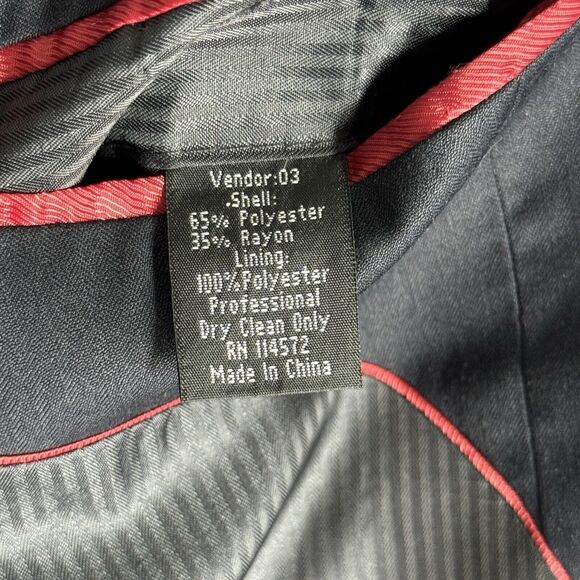 Vendor:03
Shell:
65% Polyester
35% Rayon
Lining:
100%Polyester
Professional
Dry Clean Only
RN 114572
Made In China